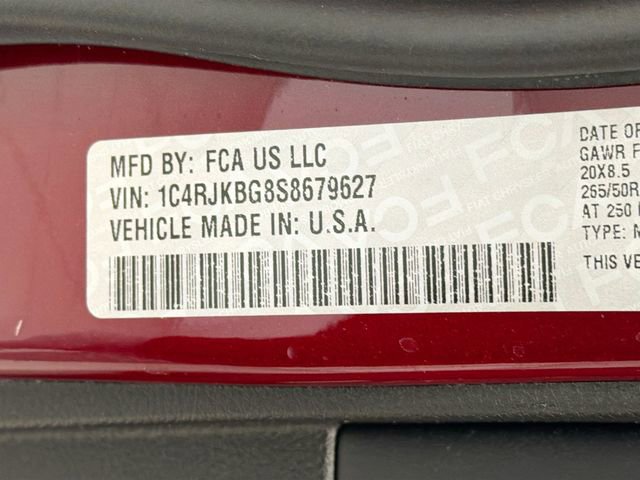 MFD BY: FCA US LLC
VIN: 1C4RJKBG8S8679627
VEHICLE MADE IN: U.S.A.
DATE OF
GAWR F
20X8.5
265/50R
AT 250
TYPE:
THIS VE